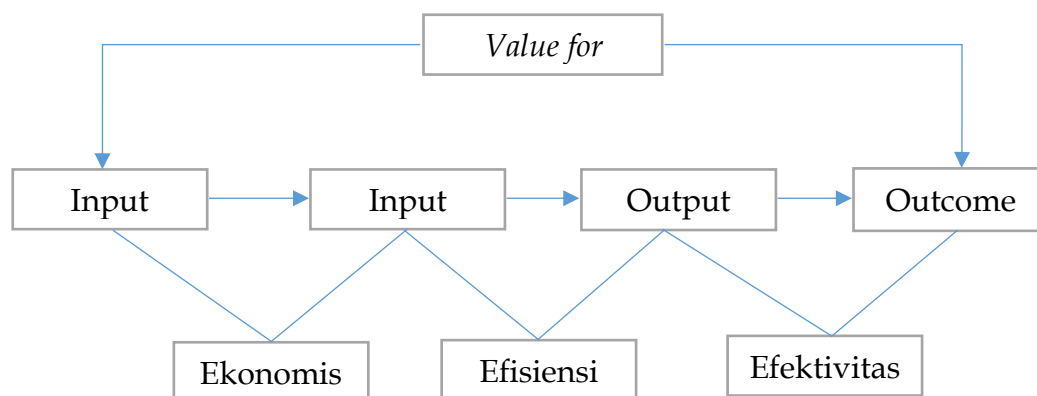 Value for
Input
Input
Output
Outcome
Ekonomis
Efisiensi
Efektivitas